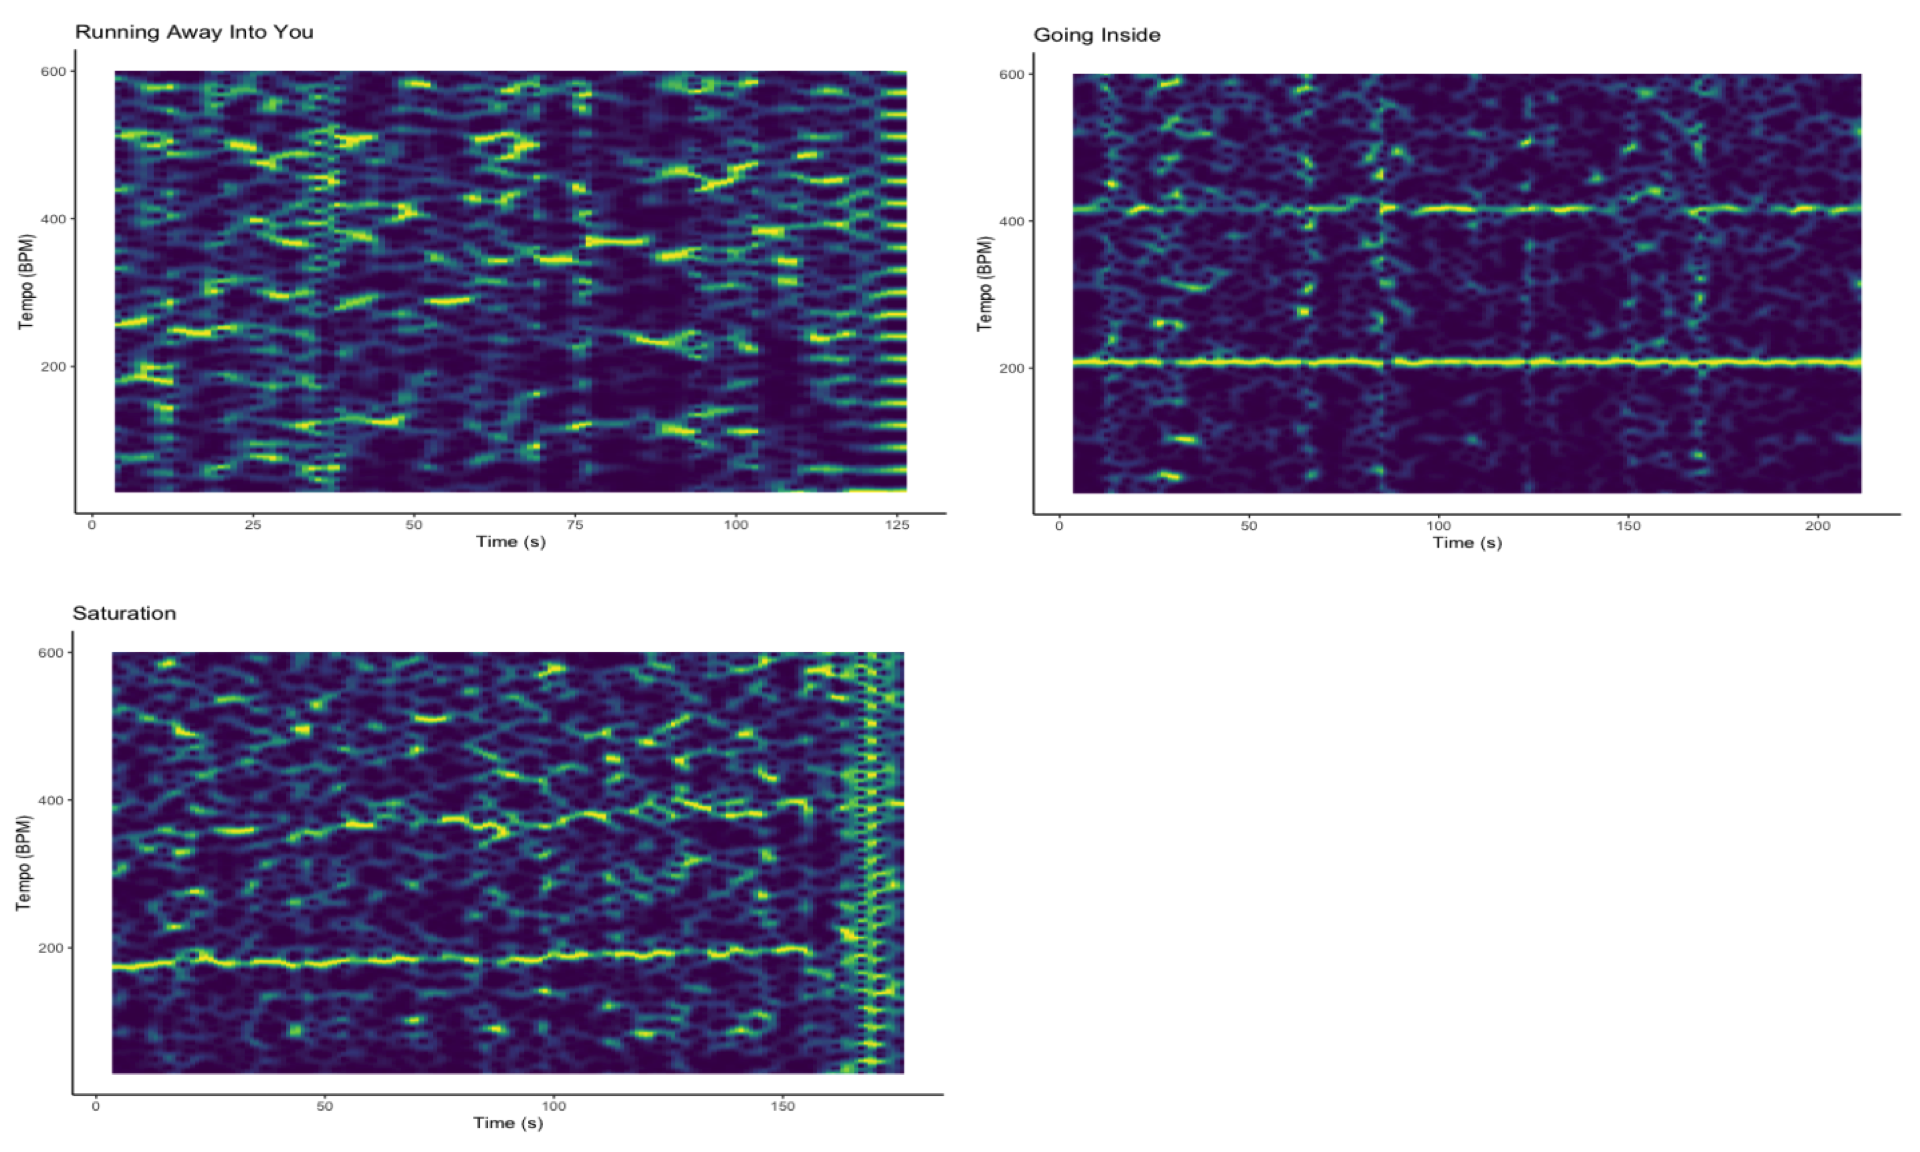 Running Away Into You
600
400
200
Tempo (BPM)
0 25 50 75 100 125
Time (s)
Going Inside
600
400
200
Tempo (BPM)
0 50 100 150 200
Time (s)
Saturation
600
400
200
Tempo (BPM)
0 50 100 150
Time (s)